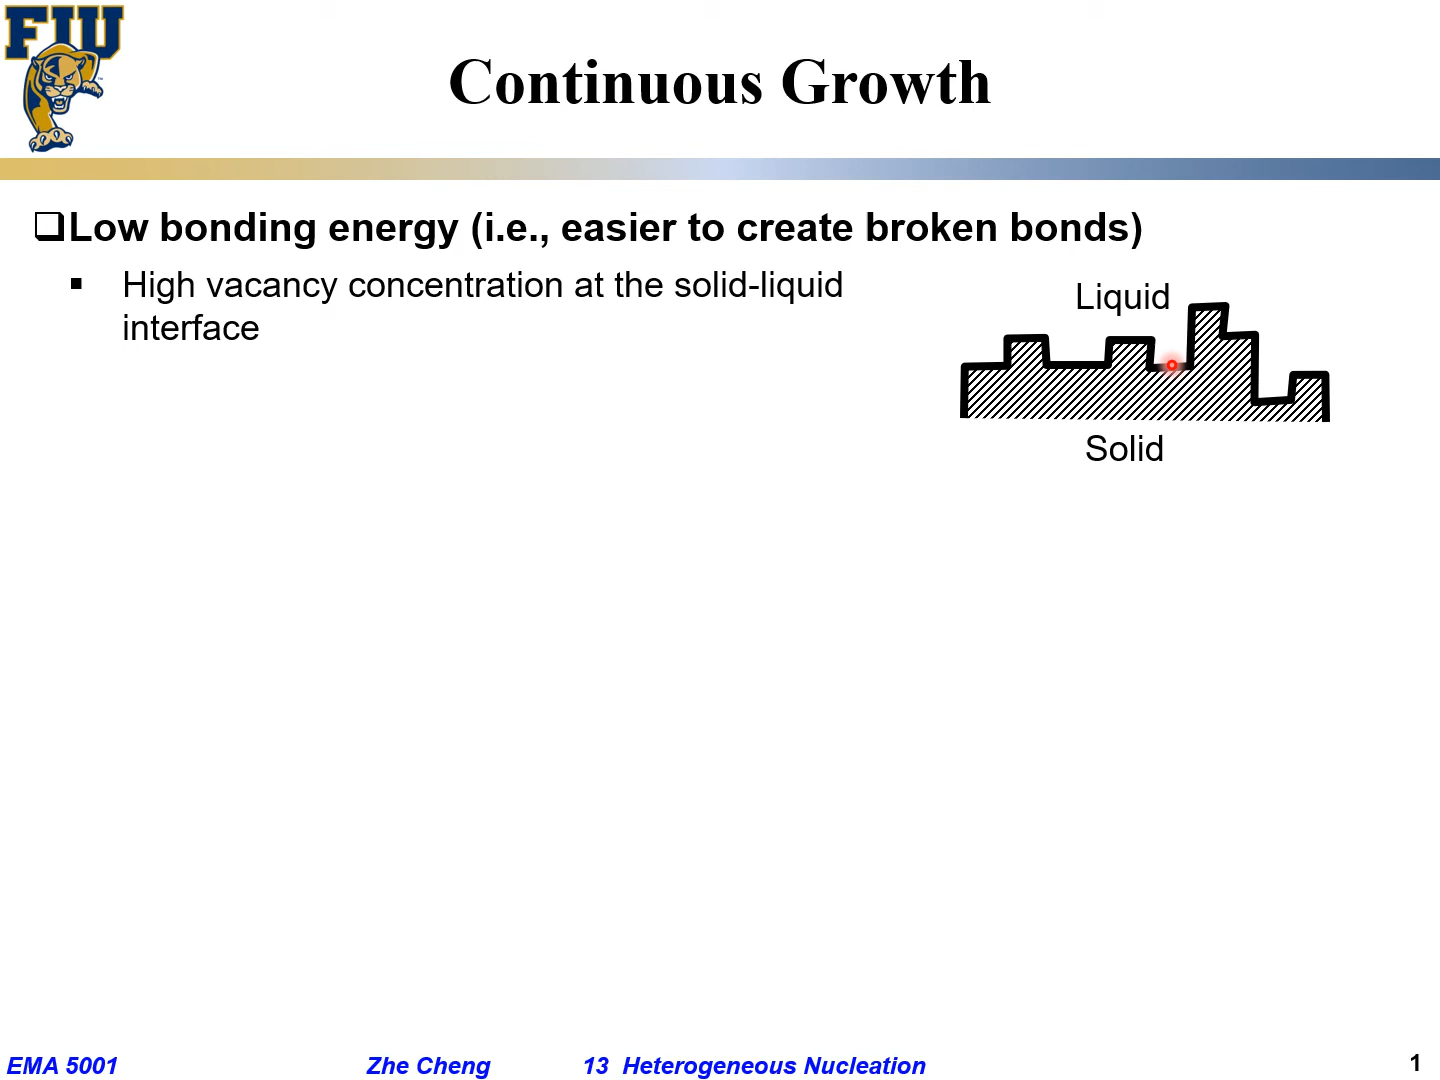 FIU
Continuous Growth
❑Low bonding energy (i.e., easier to create broken bonds)
▪ High vacancy concentration at the solid-liquid
interface
Liquid
Solid
EMA 5001 Zhe Cheng 13 Heterogeneous Nucleation 1